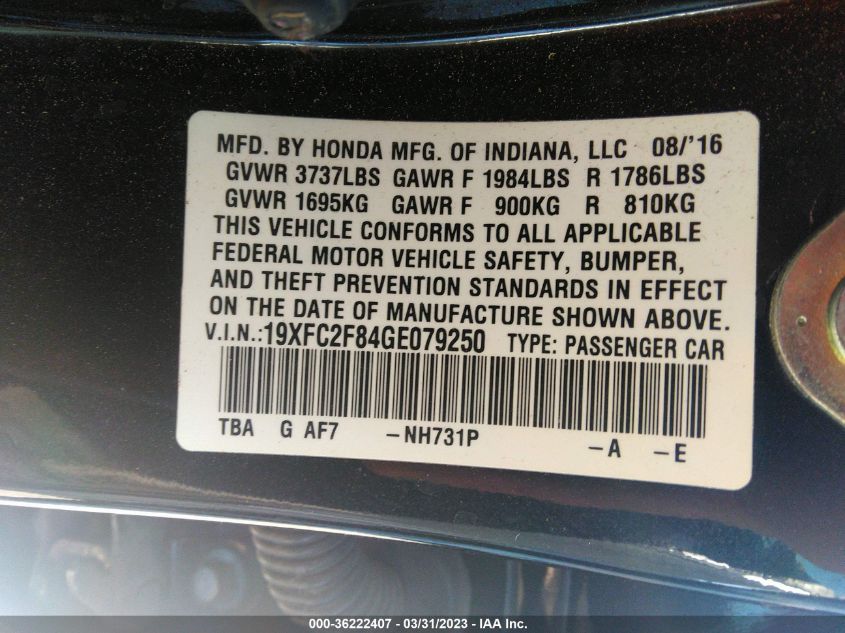 MFD. BY HONDA MFG. OF INDIANA, LLC 08/'16
GVWR 3737LBS GAWR F 1984LBS R 1786LBS
GVWR 1695KG GAWR F 900KG R 810KG
THIS VEHICLE CONFORMS TO ALL APPLICABLE
FEDERAL MOTOR VEHICLE SAFETY, BUMPER,
AND THEFT PREVENTION STANDARDS IN EFFECT
ON THE DATE OF MANUFACTURE SHOWN ABOVE.
V.I.N.:19XFC2F84GE079250 TYPE: PASSENGER CAR
TBA G AF7 -NH731P -A -E
000-36222407 - 03/31/2023 - IAA Inc.